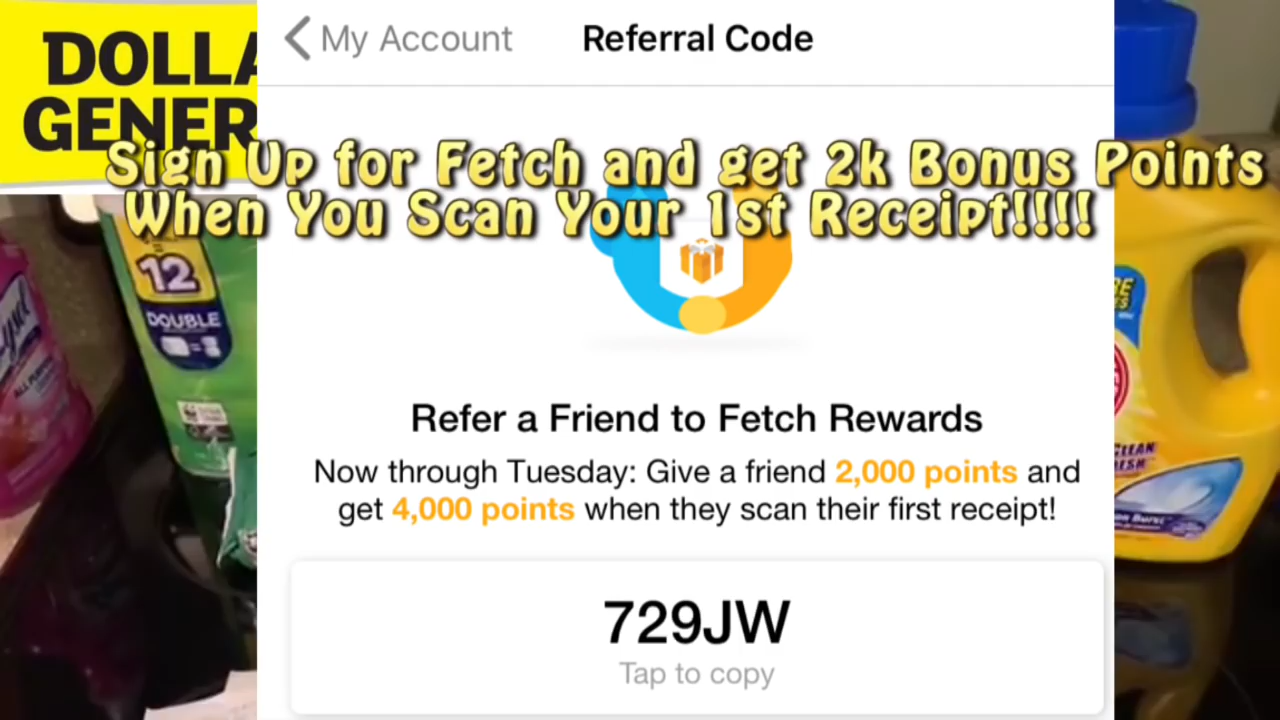 DOLLA
GENER
My Account
Referral Code
Sign Up for Fetch and get 2k Bonus Points
When You Scan Your 1st Receipt!!!!
12
DOUBLE
ALL PURPOSE
Refer a Friend to Fetch Rewards
Now through Tuesday: Give a friend 2,000 points and
get 4,000 points when they scan their first receipt!
729JW
Tap to copy